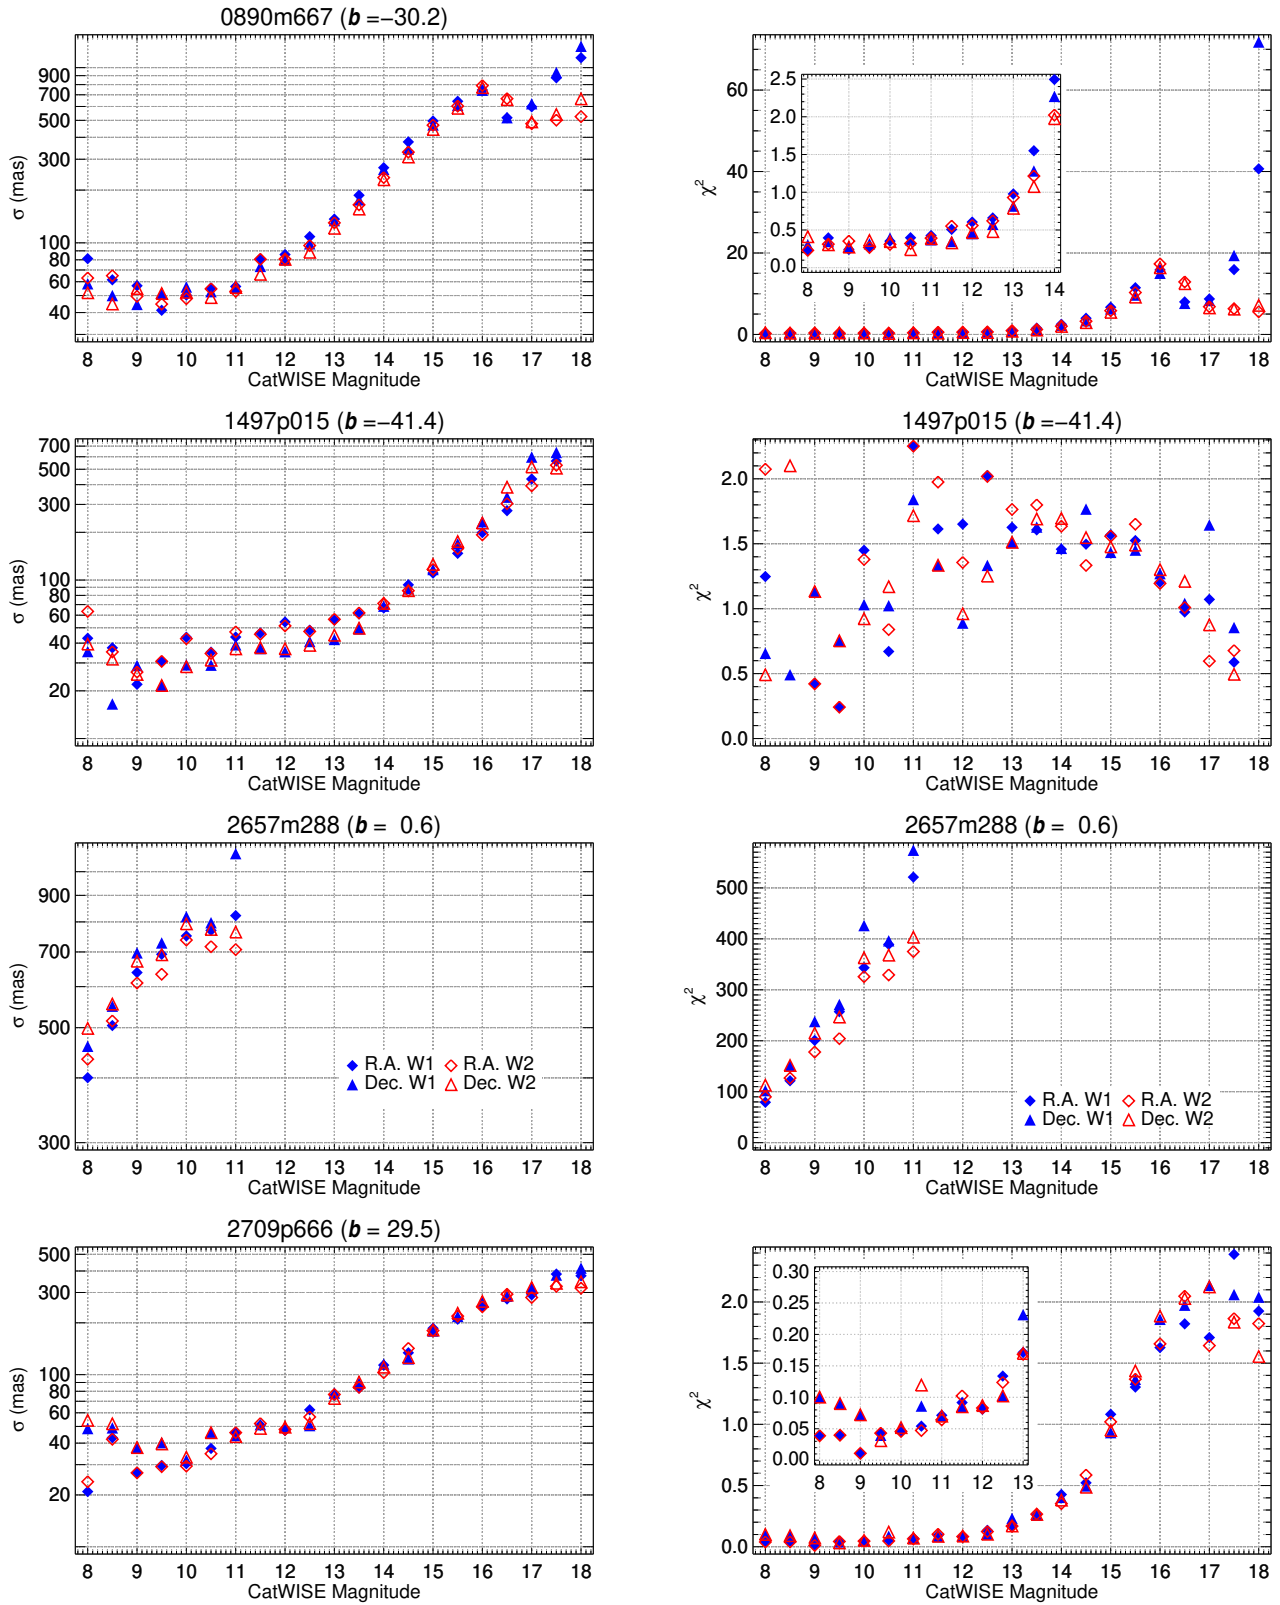 0890m667 (b =−30.2)
900
700
500
300
100
80
60
40
σ (mas)
8 9 10 11 12 13 14 15 16 17 18
CatWISE Magnitude
60
40
20
0
χ2
2.5
2.0
1.5
1.0
0.5
0.0
8 9 10 11 12 13 14
8 9 10 11 12 13 14 15 16 17 18
CatWISE Magnitude
1497p015 (b =−41.4)
700
500
300
100
80
60
40
20
σ (mas)
8 9 10 11 12 13 14 15 16 17 18
CatWISE Magnitude
1497p015 (b =−41.4)
2.0
1.5
1.0
0.5
0.0
χ2
8 9 10 11 12 13 14 15 16 17 18
CatWISE Magnitude
2657m288 (b = 0.6)
900
700
500
300
σ (mas)
R.A. W1 R.A. W2
Dec. W1 Dec. W2
8 9 10 11 12 13 14 15 16 17 18
CatWISE Magnitude
2657m288 (b = 0.6)
500
400
300
200
100
0
χ2
R.A. W1 R.A. W2
Dec. W1 Dec. W2
8 9 10 11 12 13 14 15 16 17 18
CatWISE Magnitude
2709p666 (b = 29.5)
500
300
100
80
60
40
20
σ (mas)
8 9 10 11 12 13 14 15 16 17 18
CatWISE Magnitude
2.0
1.5
1.0
0.5
0.0
χ2
0.30
0.25
0.20
0.15
0.10
0.05
0.00
8 9 10 11 12 13
8 9 10 11 12 13 14 15 16 17 18
CatWISE Magnitude